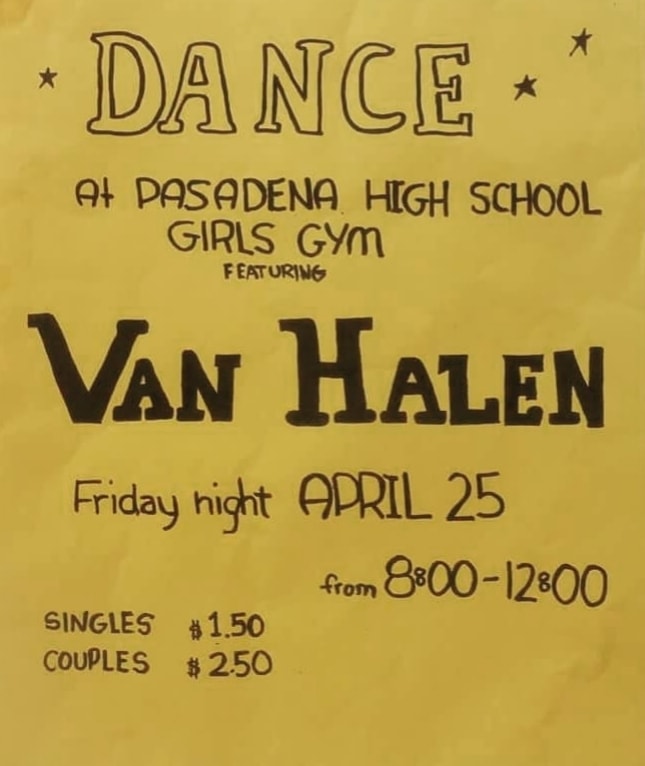 DANCE
At PASADENA HIGH SCHOOL
GIRLS GYM
FEATURING
VAN HALEN
Friday night APRIL 25
from 8:00-12:00
SINGLES $1.50
COUPLES $2.50